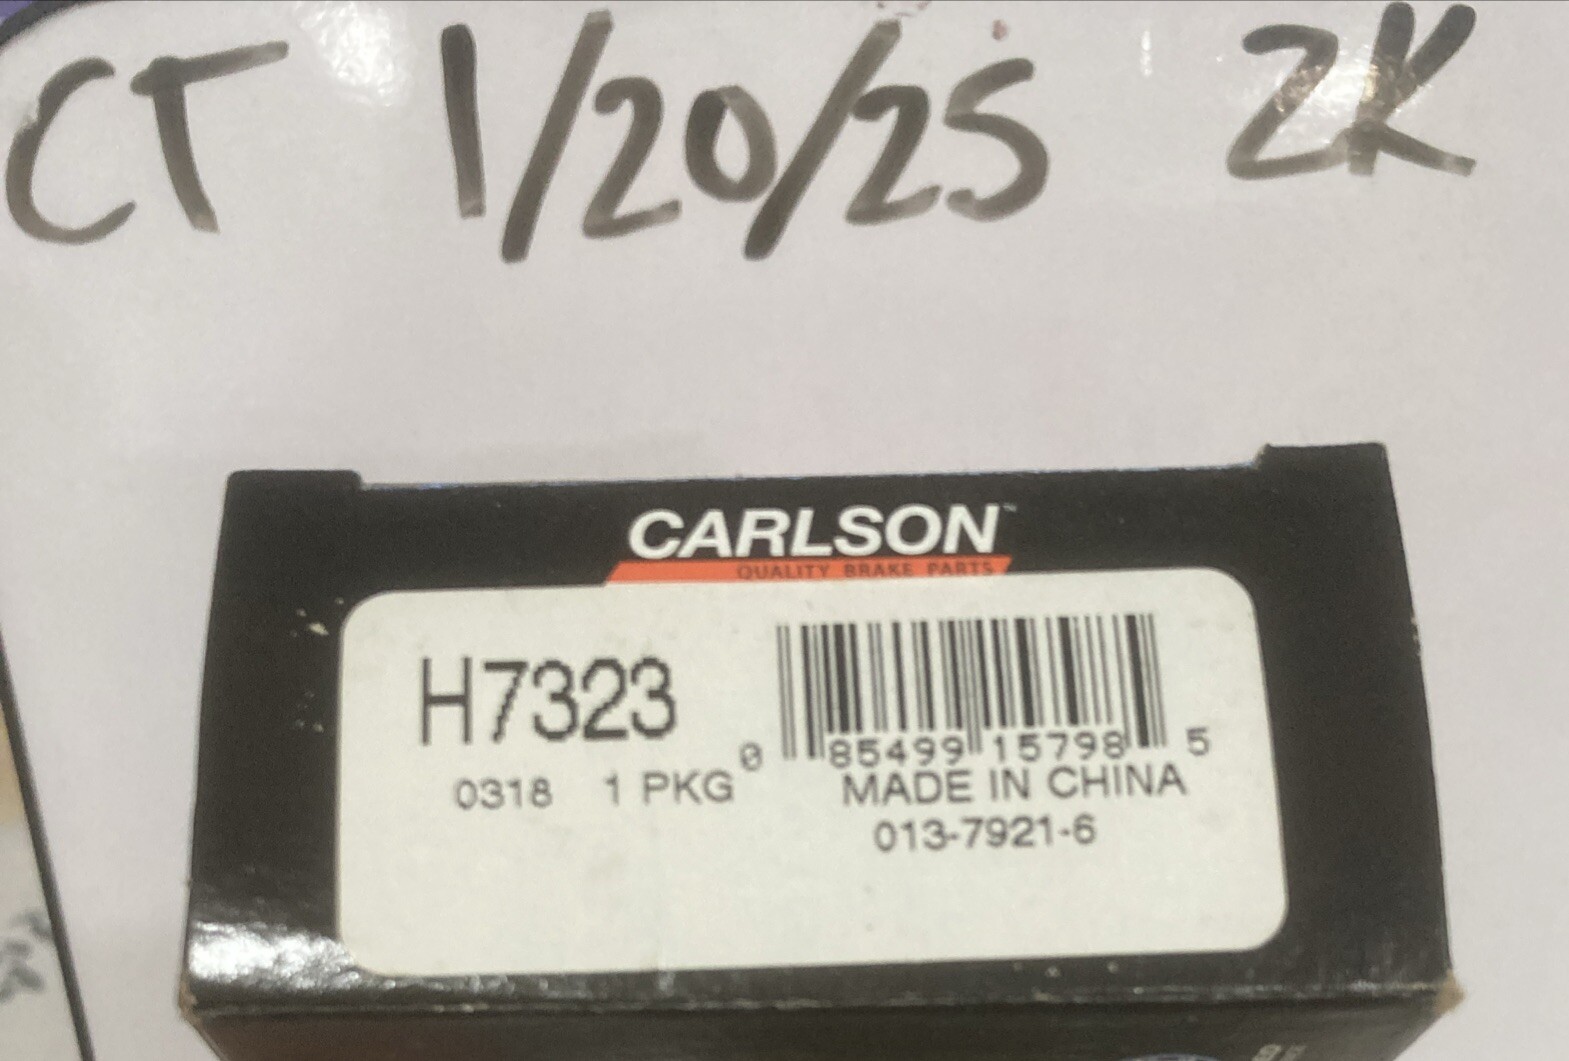 CT 1/20/25 2K
CARLSON™
QUALITY BRAKE PARTS
H7323
0 85499 15798 5
0318 1 PKG
MADE IN CHINA
013-7921-6